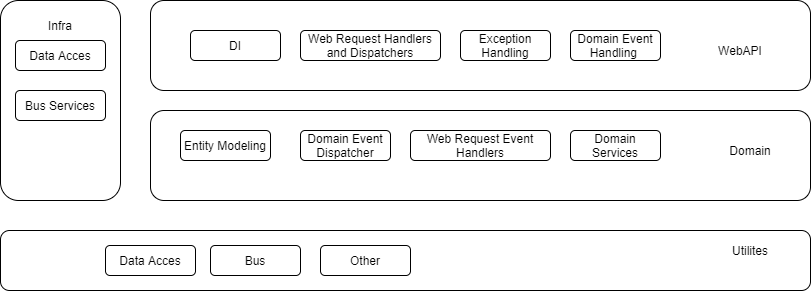 Infra
Data Acces
Bus Services
DI
Web Request Handlers
and Dispatchers
Exception
Handling
Domain Event
Handling
WebAPI
Entity Modeling
Domain Event
Dispatcher
Web Request Event
Handlers
Domain
Services
Domain
Data Acces
Bus
Other
Utilites